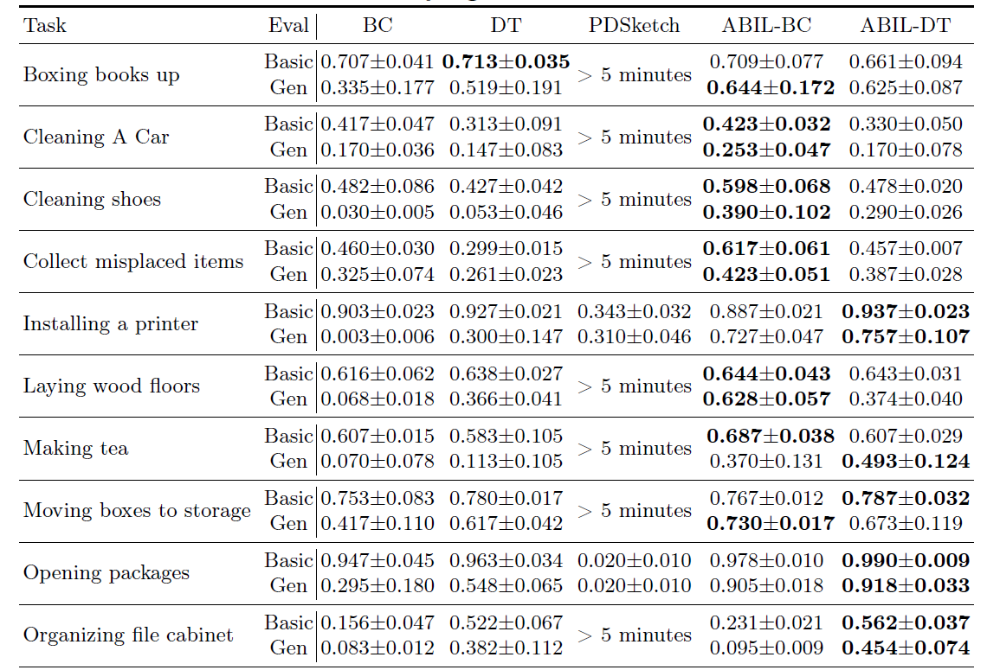 Task Eval BC DT PDSketch ABIL-BC ABIL-DT
Boxing books up Basic 0.707±0.041 0.713±0.035 > 5 minutes 0.709±0.077 0.661±0.094
Gen 0.335±0.177 0.519±0.191 0.644±0.172 0.625±0.087
Cleaning A Car Basic 0.417±0.047 0.313±0.091 > 5 minutes 0.423±0.032 0.330±0.050
Gen 0.170±0.036 0.147±0.083 0.253±0.047 0.170±0.078
Cleaning shoes Basic 0.482±0.086 0.427±0.042 > 5 minutes 0.598±0.068 0.478±0.020
Gen 0.030±0.005 0.053±0.046 0.390±0.102 0.290±0.026
Collect misplaced items Basic 0.460±0.030 0.299±0.015 > 5 minutes 0.617±0.061 0.457±0.007
Gen 0.325±0.074 0.261±0.023 0.423±0.051 0.387±0.028
Installing a printer Basic 0.903±0.023 0.927±0.021 0.343±0.032 0.887±0.021 0.937±0.023
Gen 0.003±0.006 0.300±0.147 0.310±0.046 0.727±0.047 0.757±0.107
Laying wood floors Basic 0.616±0.062 0.638±0.027 > 5 minutes 0.644±0.043 0.643±0.031
Gen 0.068±0.018 0.366±0.041 0.628±0.057 0.374±0.040
Making tea Basic 0.607±0.015 0.583±0.105 > 5 minutes 0.687±0.038 0.607±0.029
Gen 0.070±0.078 0.113±0.105 0.370±0.131 0.493±0.124
Moving boxes to storage Basic 0.753±0.083 0.780±0.017 > 5 minutes 0.767±0.012 0.787±0.032
Gen 0.417±0.110 0.617±0.042 0.730±0.017 0.673±0.119
Opening packages Basic 0.947±0.045 0.963±0.034 0.020±0.010 0.978±0.010 0.990±0.009
Gen 0.295±0.180 0.548±0.065 0.020±0.010 0.905±0.018 0.918±0.033
Organizing file cabinet Basic 0.156±0.047 0.522±0.067 > 5 minutes 0.231±0.021 0.562±0.037
Gen 0.083±0.012 0.382±0.112 0.095±0.009 0.454±0.074